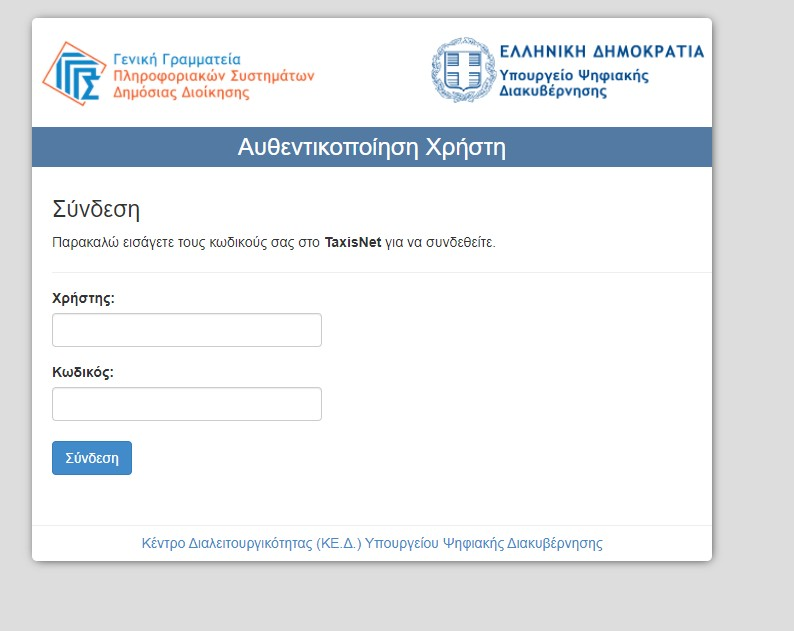 Γενική Γραμματεία
Πληροφοριακών Συστημάτων
Δημόσιας Διοίκησης
ΕΛΛΗΝΙΚΗ ΔΗΜΟΚΡΑΤΙΑ
Υπουργείο Ψηφιακής
Διακυβέρνησης
Αυθεντικοποίηση Χρήστη
Σύνδεση
Παρακαλώ εισάγετε τους κωδικούς σας στο TaxisNet για να συνδεθείτε.
Χρήστης:
Κωδικός:
Σύνδεση
Κέντρο Διαλειτουργικότητας (ΚΕ.Δ.) Υπουργείου Ψηφιακής Διακυβέρνησης